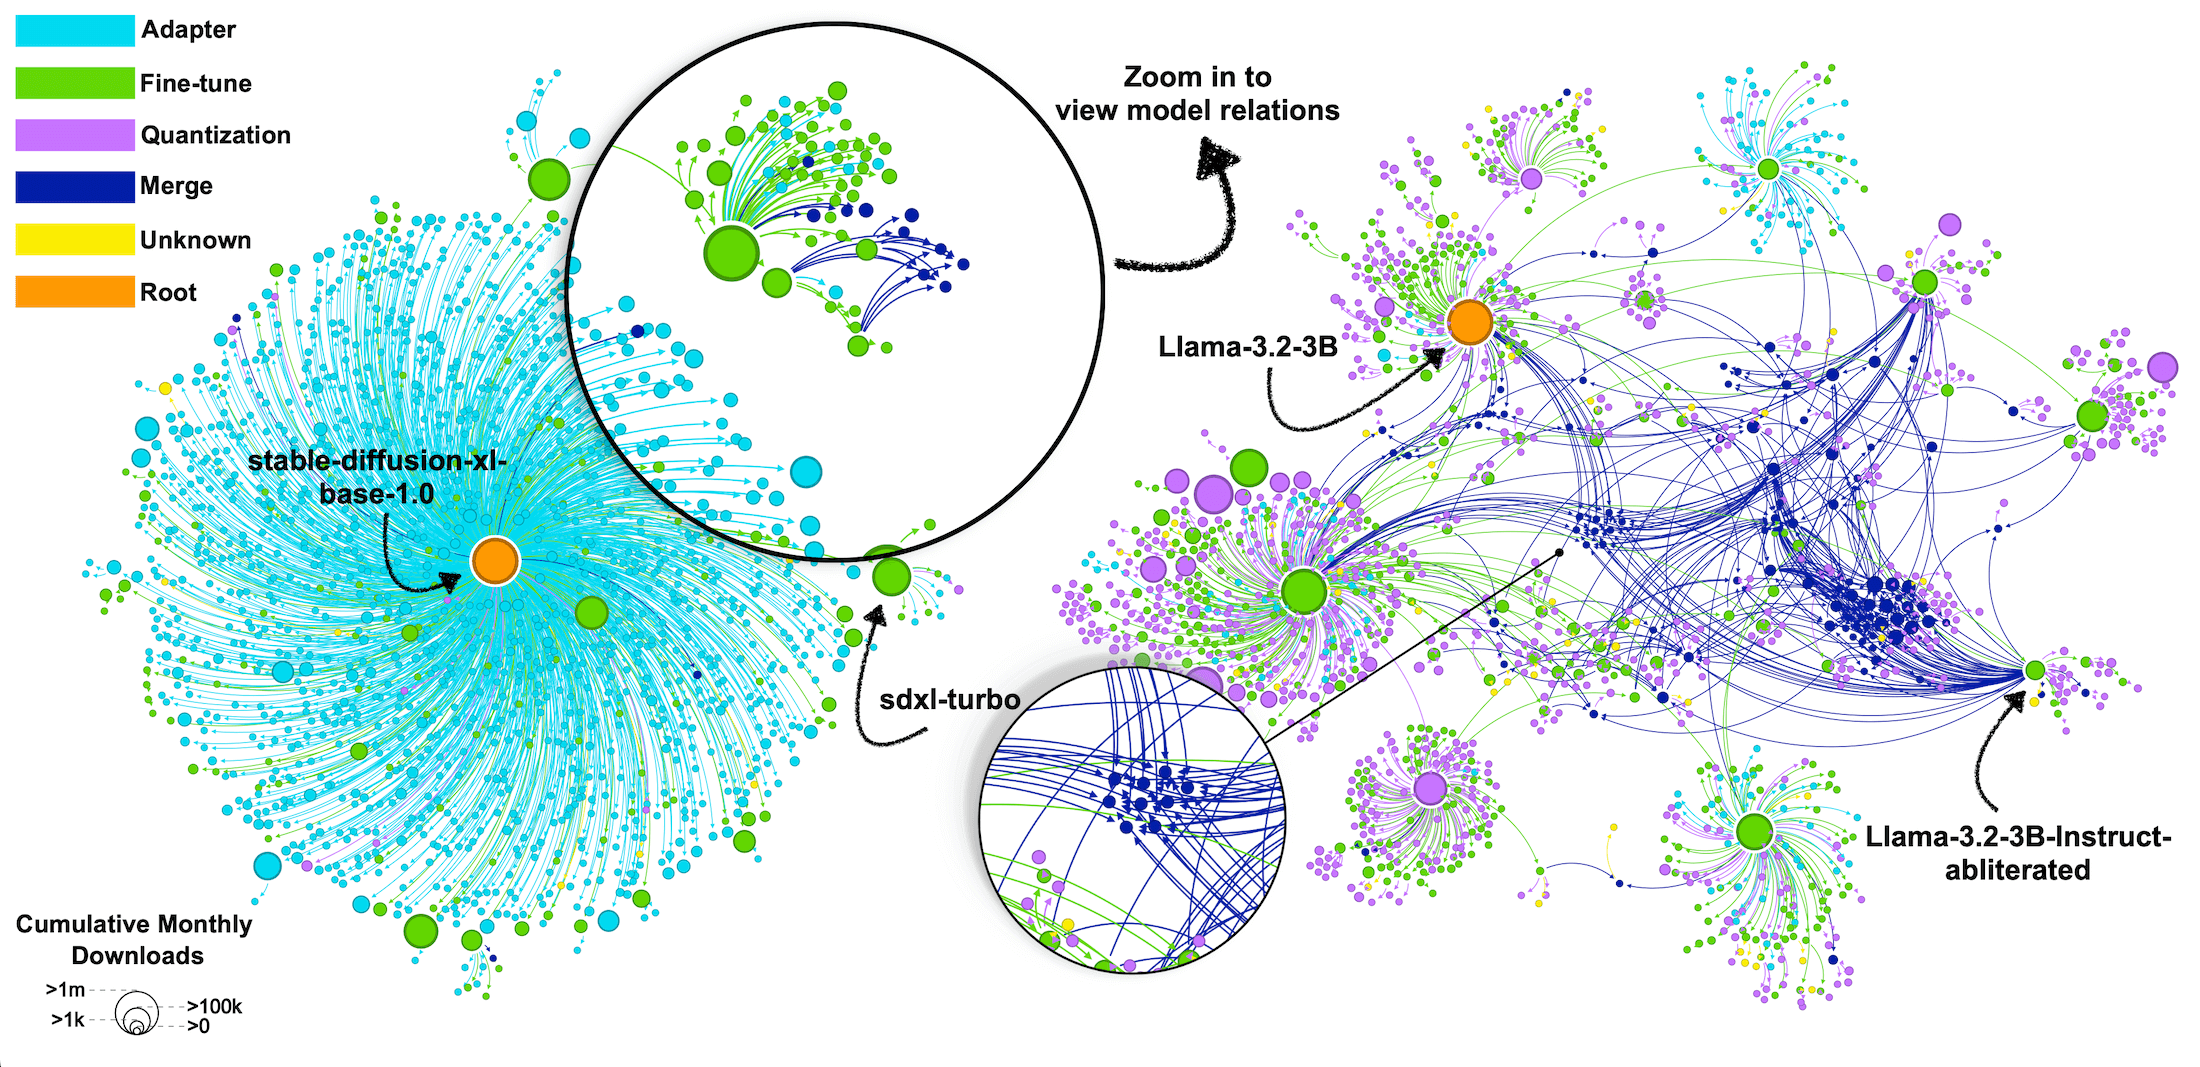 Adapter
Fine-tune
Quantization
Merge
Unknown
Root
Zoom in to
view model relations
Llama-3.2-3B
stable-diffusion-xl-
base-1.0
sdxl-turbo
Llama-3.2-3B-Instruct-
abliterated
Cumulative Monthly
Downloads
>1m
>100k
>1k
>0